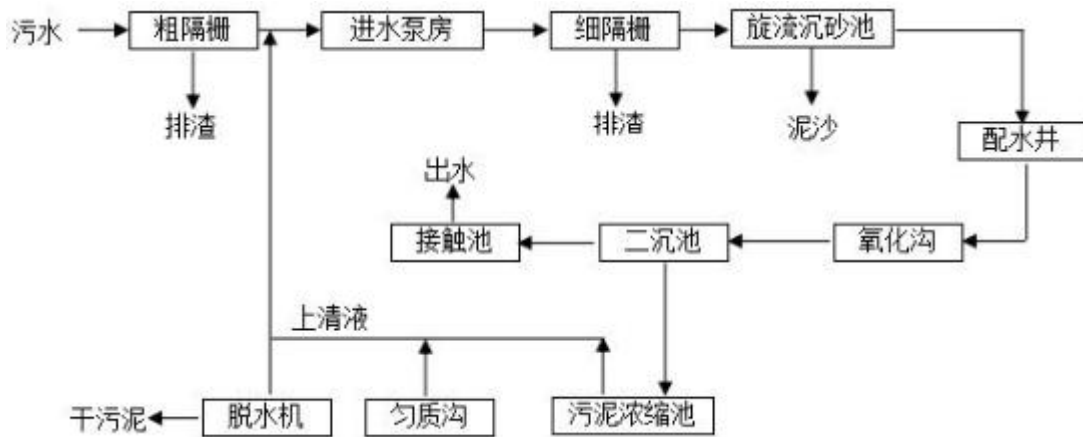 污水
粗隔栅
进水泵房
细隔栅
旋流沉砂池
排渣
排渣
泥沙
配水井
出水
接触池
二沉池
氧化沟
上清液
干污泥
脱水机
匀质沟
污泥浓缩池